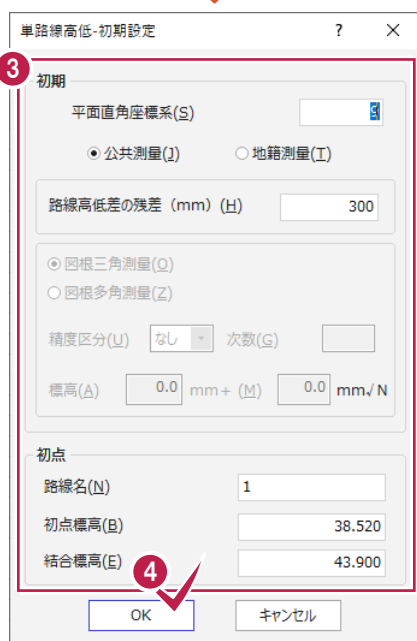 単路線高低-初期設定 ? ×
3
初期
平面直角座標系(S) 9
公共測量(J) 地籍測量(T)
路線高低差の残差（mm）(H) 300
図根三角測量(O)
図根多角測量(Z)
精度区分(U) なし 次数(G)
標高(A) 0.0 mm+ (M) 0.0 mm√N
初点
路線名(N) 1
初点標高(B) 38.520
結合標高(E) 43.900
4
OK キャンセル